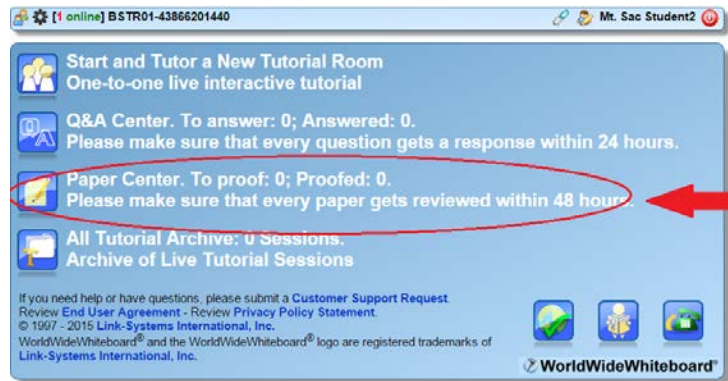 [1 online] BSTR01-43866201440
Mt. Sac Student2
Start and Tutor a New Tutorial Room
One-to-one live interactive tutorial
Q&A Center. To answer: 0; Answered: 0.
Please make sure that every question gets a response within 24 hours.
Paper Center. To proof: 0; Proofed: 0.
Please make sure that every paper gets reviewed within 48 hours.
All Tutorial Archive: 0 Sessions.
Archive of Live Tutorial Sessions
If you need help or have questions, please submit a Customer Support Request.
Review End User Agreement - Review Privacy Policy Statement.
© 1997 - 2015 Link-Systems International, Inc.
WorldWideWhiteboard® and the WorldWideWhiteboard® logo are registered trademarks of
Link-Systems International, Inc.
WorldWideWhiteboard®